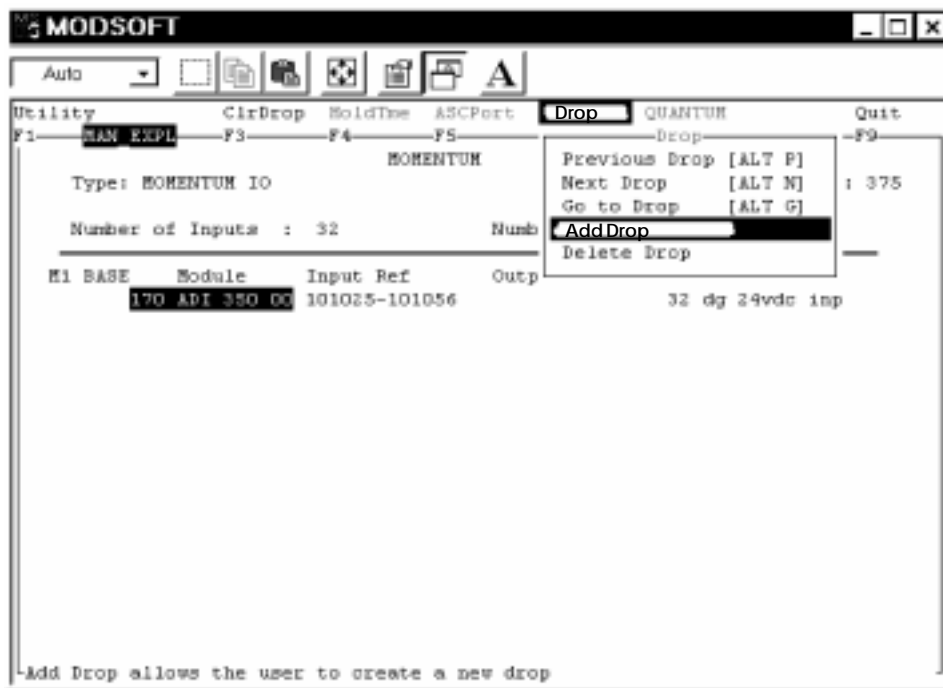 MODSOFT
Auto
A
Utility ClrDrop HoldTme ASCPort Drop QUANTUM Quit
F1 MAN EXPL F3 F4 F5 Drop F9
MOMENTUM Previous Drop [ALT P]
Type: MOMENTUM IO Next Drop [ALT N] : 375
Go to Drop [ALT G]
Number of Inputs : 32 Numb Add Drop
Delete Drop
M1 BASE Module Input Ref Outp
170 ADI 350 00 101025-101056 32 dg 24vdc inp
Add Drop allows the user to create a new drop